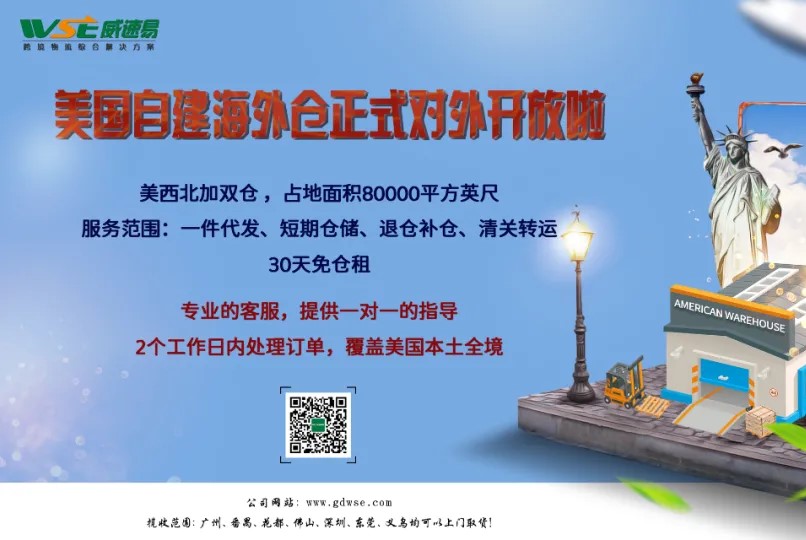 WSE威速易
跨境物流综合解决方案
美国自建海外仓正式对外开放啦
美西北加双仓，占地面积80000平方英尺
服务范围：一件代发、短期仓储、退仓补仓、清关转运
30天免仓租
专业的客服，提供一对一的指导
2个工作日内处理订单，覆盖美国本土全境
AMERICAN WAREHOUSE
公司网站：www.gdwse.com
揽收范围:广州、番禺、花都、佛山、深圳、东莞、义乌均可以上门取货!